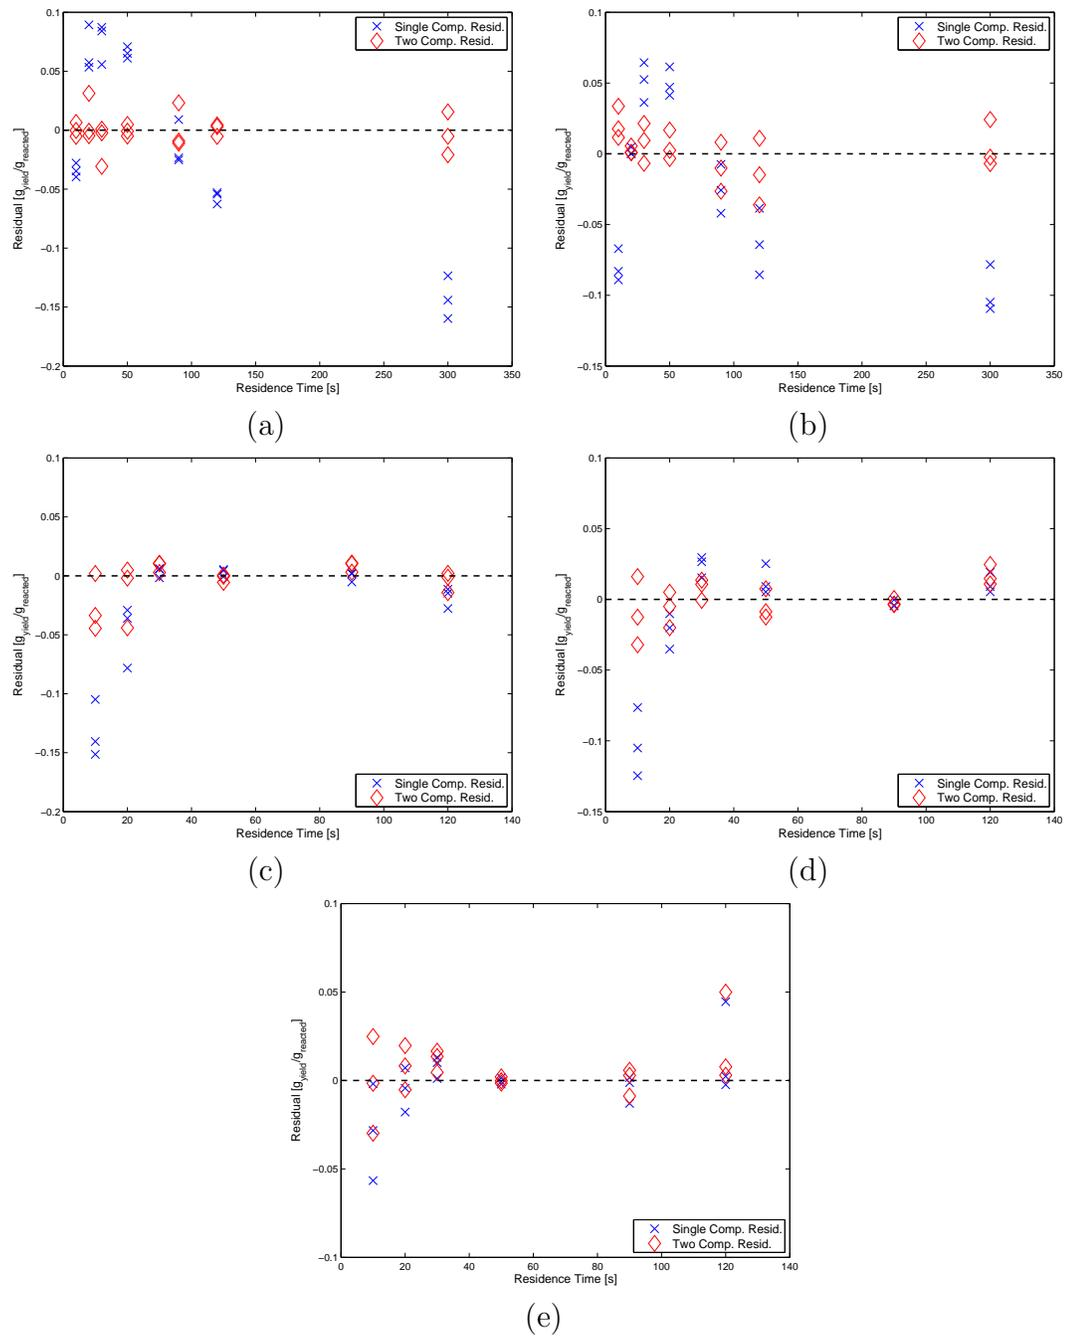 0.1
0.05
0
−0.05
−0.1
−0.15
−0.2
0 50 100 150 200 250 300 350
Residual [g_yield/g_reacted]
Residence Time [s]
Single Comp. Resid.
Two Comp. Resid.
(a)
0.1
0.05
0
−0.05
−0.1
−0.15
0 50 100 150 200 250 300 350
Residual [g_yield/g_reacted]
Residence Time [s]
Single Comp. Resid.
Two Comp. Resid.
(b)
0.1
0.05
0
−0.05
−0.1
−0.15
−0.2
0 20 40 60 80 100 120 140
Residual [g_yield/g_reacted]
Residence Time [s]
Single Comp. Resid.
Two Comp. Resid.
(c)
0.1
0.05
0
−0.05
−0.1
−0.15
0 20 40 60 80 100 120 140
Residual [g_yield/g_reacted]
Residence Time [s]
Single Comp. Resid.
Two Comp. Resid.
(d)
0.1
0.05
0
−0.05
−0.1
0 20 40 60 80 100 120 140
Residual [g_yield/g_reacted]
Residence Time [s]
Single Comp. Resid.
Two Comp. Resid.
(e)